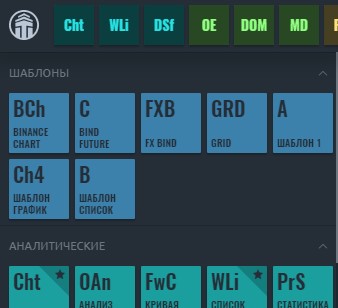 Cht WLi DSf OE DOM MD
ШАБЛОНЫ
BCh C FXB GRD A
BINANCE CHART BIND FUTURE FX BIND GRID ШАБЛОН 1
Ch4 B
ШАБЛОН ГРАФИК ШАБЛОН СПИСОК
АНАЛИТИЧЕСКИЕ
Cht OAn FwC WLi PrS
АНАЛИЗ КРИВАЯ СПИСОК СТАТИСТИКА